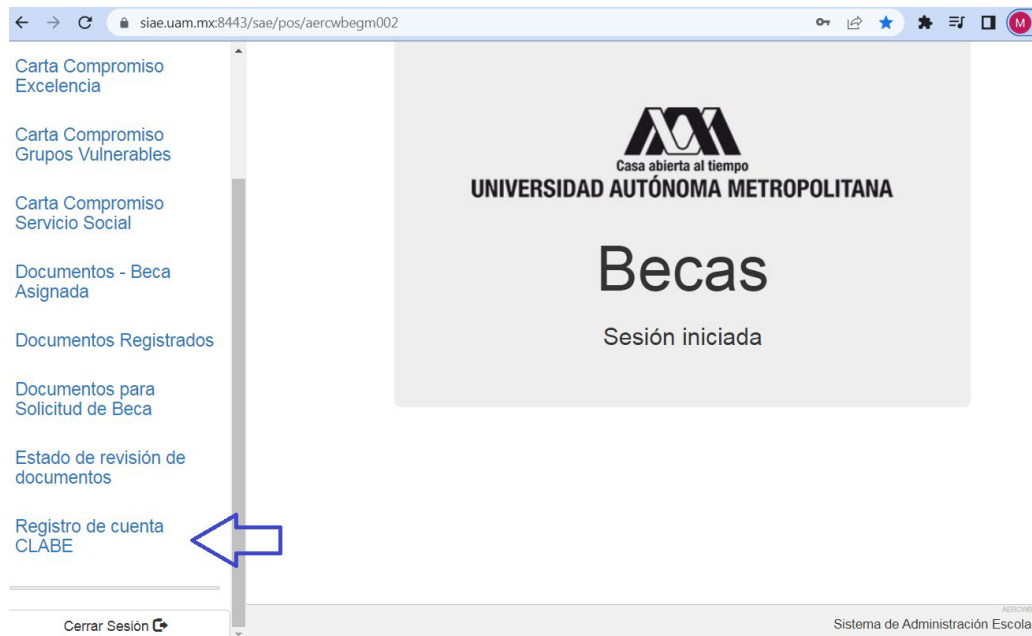 siae.uam.mx:8443/sae/pos/aercwbegm002
M
Carta Compromiso
Excelencia
Carta Compromiso
Grupos Vulnerables
Carta Compromiso
Servicio Social
Documentos - Beca
Asignada
Documentos Registrados
Documentos para
Solicitud de Beca
Estado de revisión de
documentos
Registro de cuenta
CLABE
Cerrar Sesión
Casa abierta al tiempo
UNIVERSIDAD AUTÓNOMA METROPOLITANA
Becas
Sesión iniciada
AERCWB
Sistema de Administración Escola